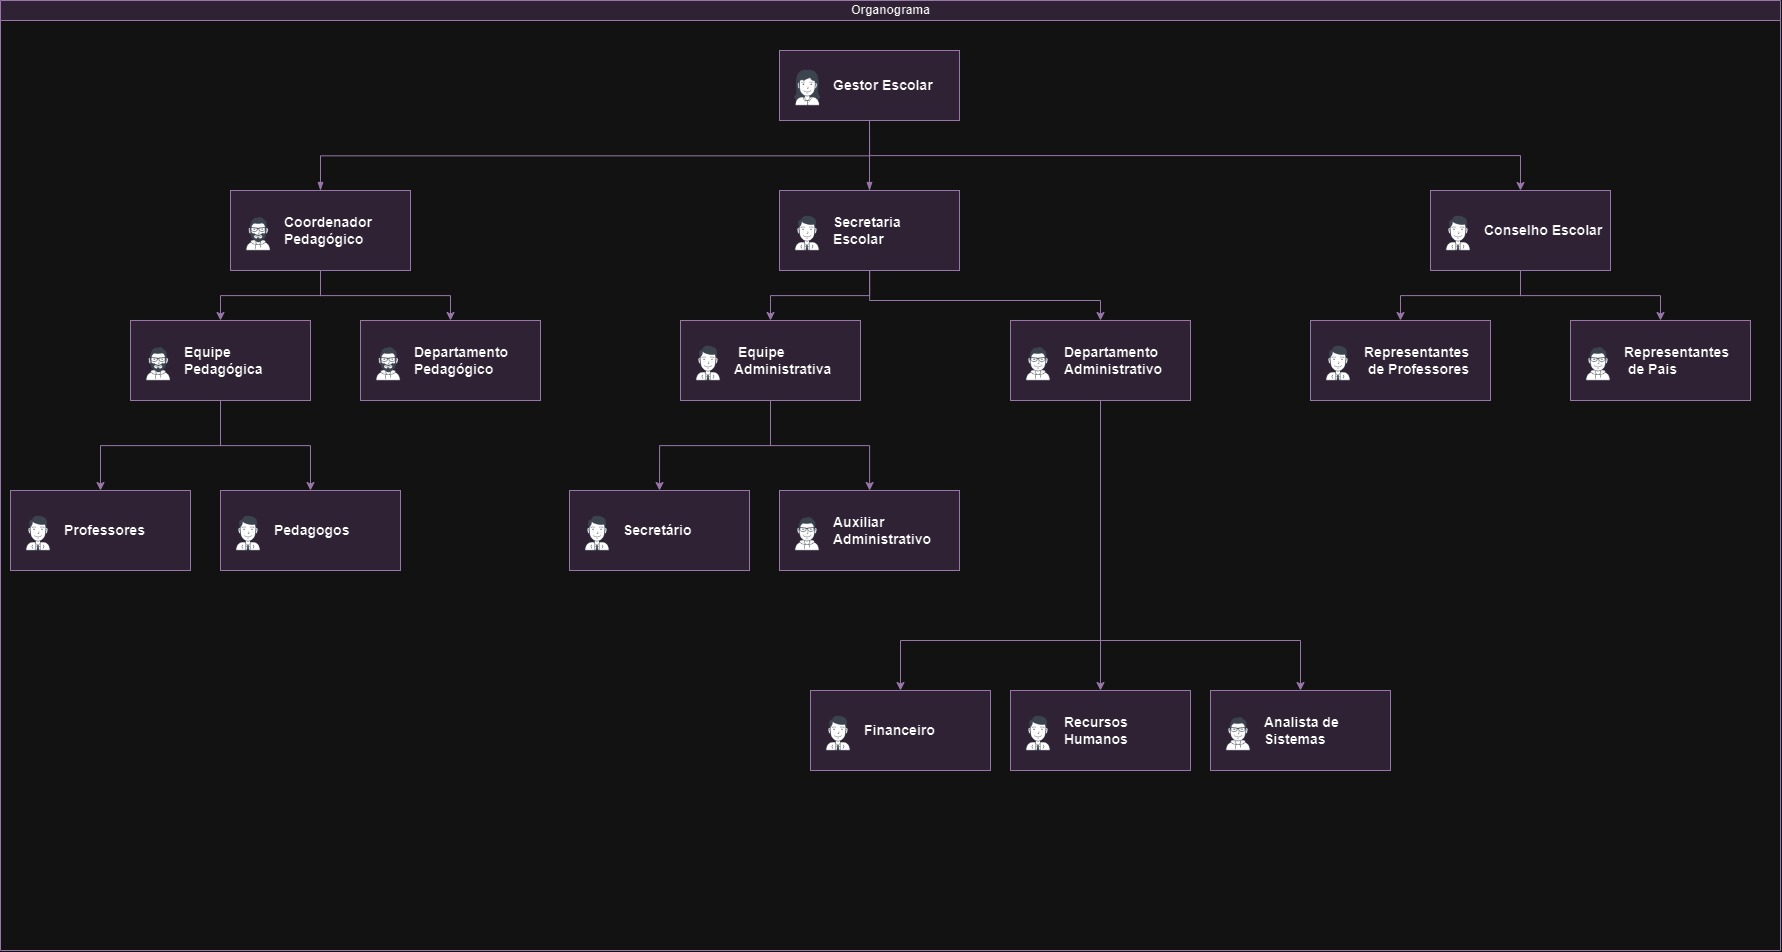 Organograma
Gestor Escolar
Coordenador
Pedagógico
Secretaria
Escolar
Conselho Escolar
Equipe
Pedagógica
Departamento
Pedagógico
Equipe
Administrativa
Departamento
Administrativo
Representantes
de Professores
Representantes
de Pais
Professores
Pedagogos
Secretário
Auxiliar
Administrativo
Financeiro
Recursos
Humanos
Analista de
Sistemas